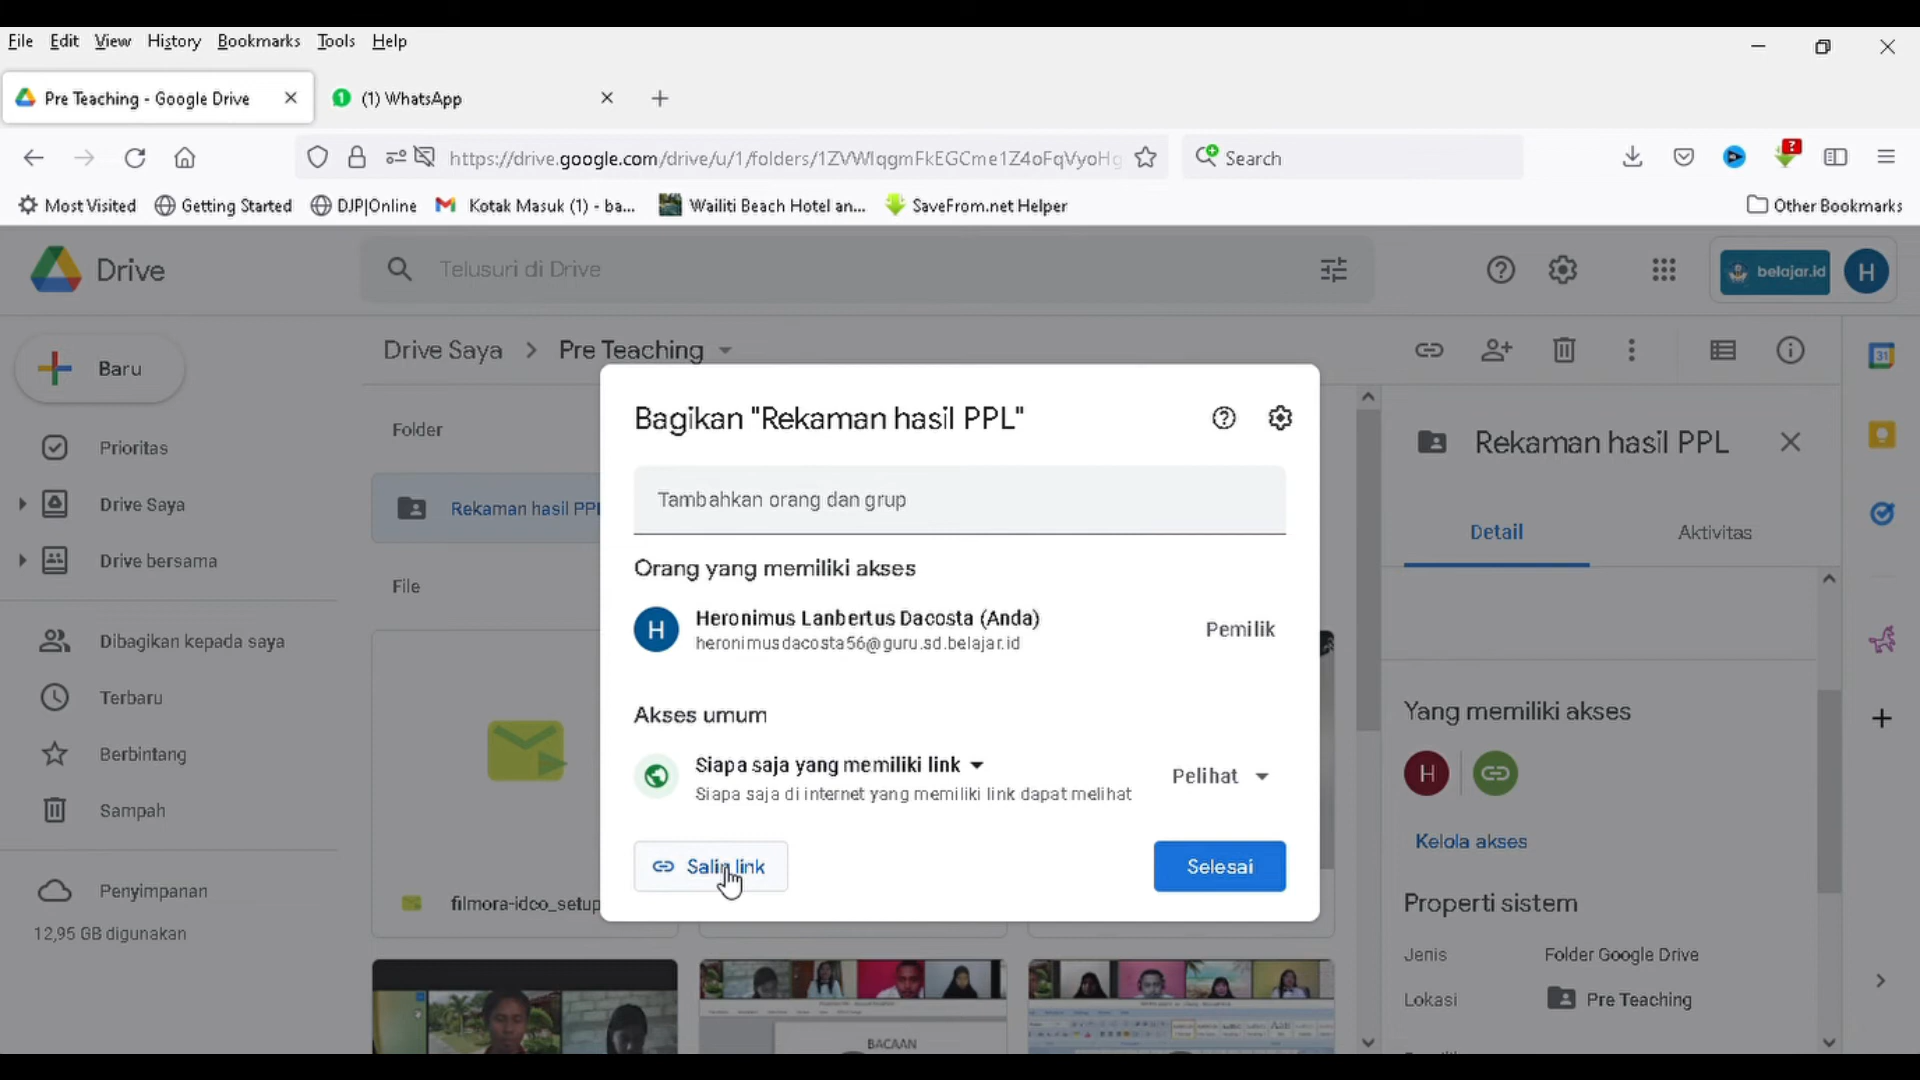 File Edit View History Bookmarks Tools Help
Pre Teaching - Google Drive
1 (1) WhatsApp
https://drive.google.com/drive/u/1/folders/1ZVWIqgmFkEGCme1Z4oFqVyoHg
Search
?
Most Visited Getting Started DJP|Online Kotak Masuk (1) - ba... Wailiti Beach Hotel an... SaveFrom.net Helper Other Bookmarks
Drive
Telusuri di Drive
belajar.id
H
Baru
Drive Saya > Pre Teaching
31
Prioritas
Drive Saya
Drive bersama
Dibagikan kepada saya
Terbaru
Berbintang
Sampah
Penyimpanan
12,95 GB digunakan
Folder
Rekaman hasil PPL
File
filmora-idco_setup
BACAAN
Bagikan "Rekaman hasil PPL"
Tambahkan orang dan grup
Orang yang memiliki akses
H
Heronimus Lanbertus Dacosta (Anda)
heronimusdacosta56@guru.sd.belajar.id
Pemilik
Akses umum
Siapa saja yang memiliki link
Siapa saja di internet yang memiliki link dapat melihat
Pelihat
Salin link
Selesai
Rekaman hasil PPL
Detail
Aktivitas
Yang memiliki akses
H
Kelola akses
Properti sistem
Jenis Folder Google Drive
Lokasi Pre Teaching